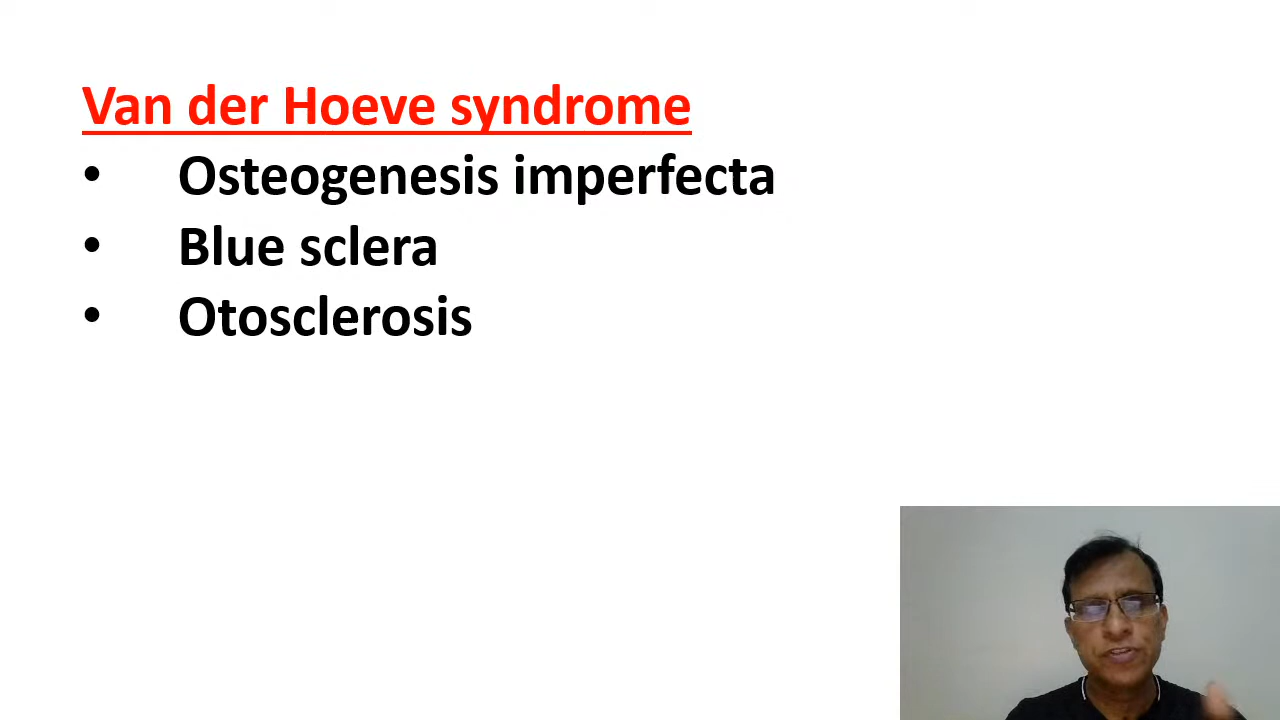 Van der Hoeve syndrome
• Osteogenesis imperfecta
• Blue sclera
• Otosclerosis